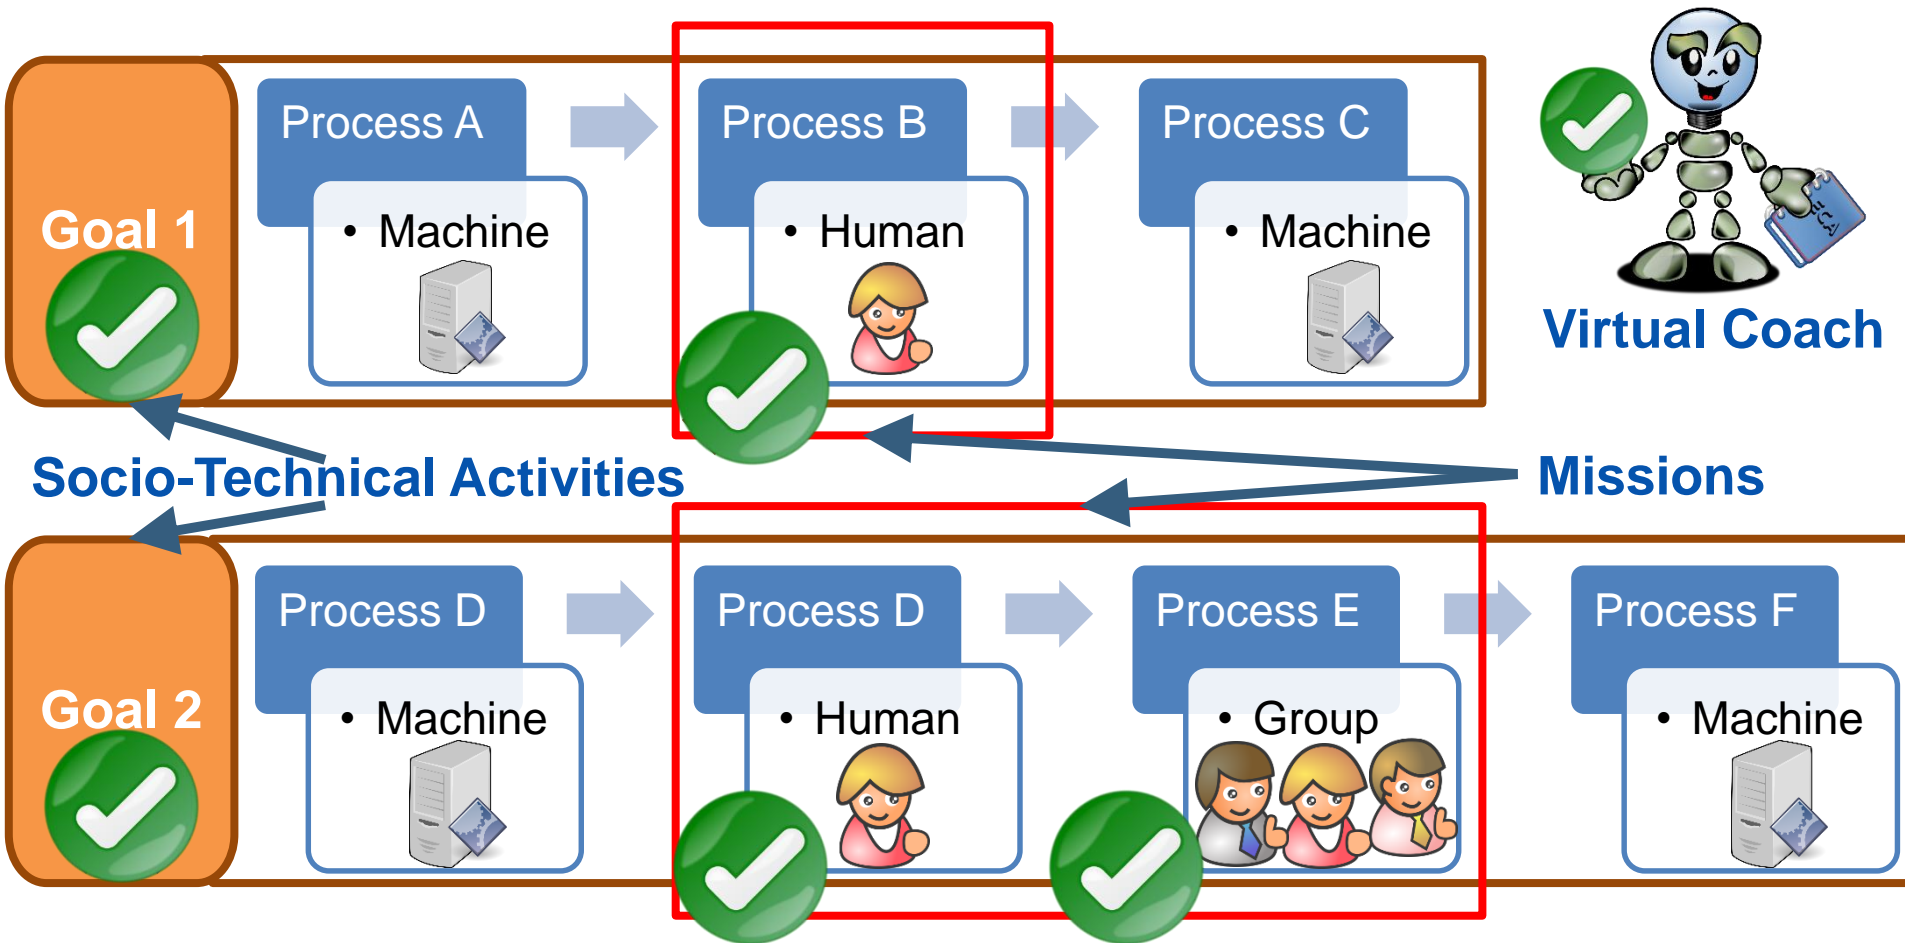 Process A
Process B
Process C
Goal 1
• Machine
• Human
• Machine
ECA
Virtual Coach
Socio-Technical Activities
Missions
Process D
Process D
Process E
Process F
Goal 2
• Machine
• Human
• Group
• Machine